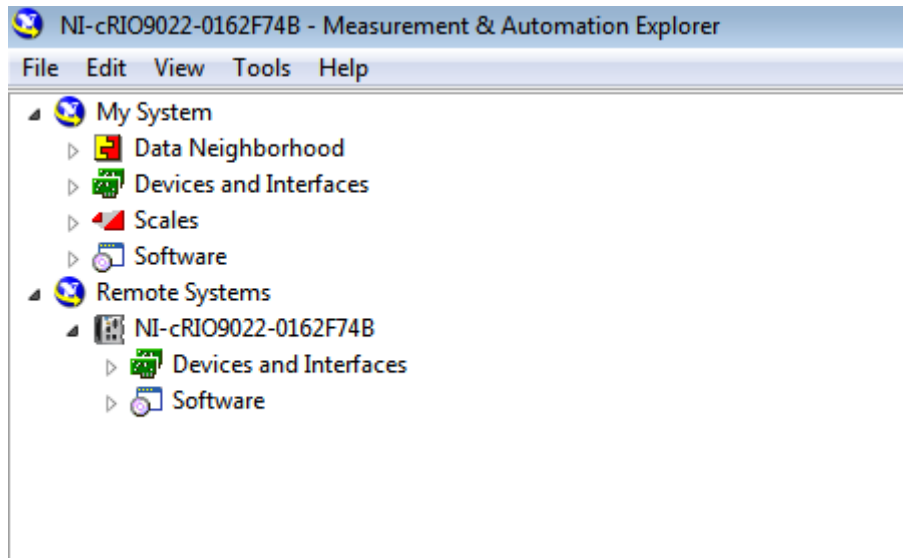 NI-cRIO9022-0162F74B - Measurement & Automation Explorer
File Edit View Tools Help
My System
Data Neighborhood
Devices and Interfaces
Scales
Software
Remote Systems
NI-cRIO9022-0162F74B
Devices and Interfaces
Software